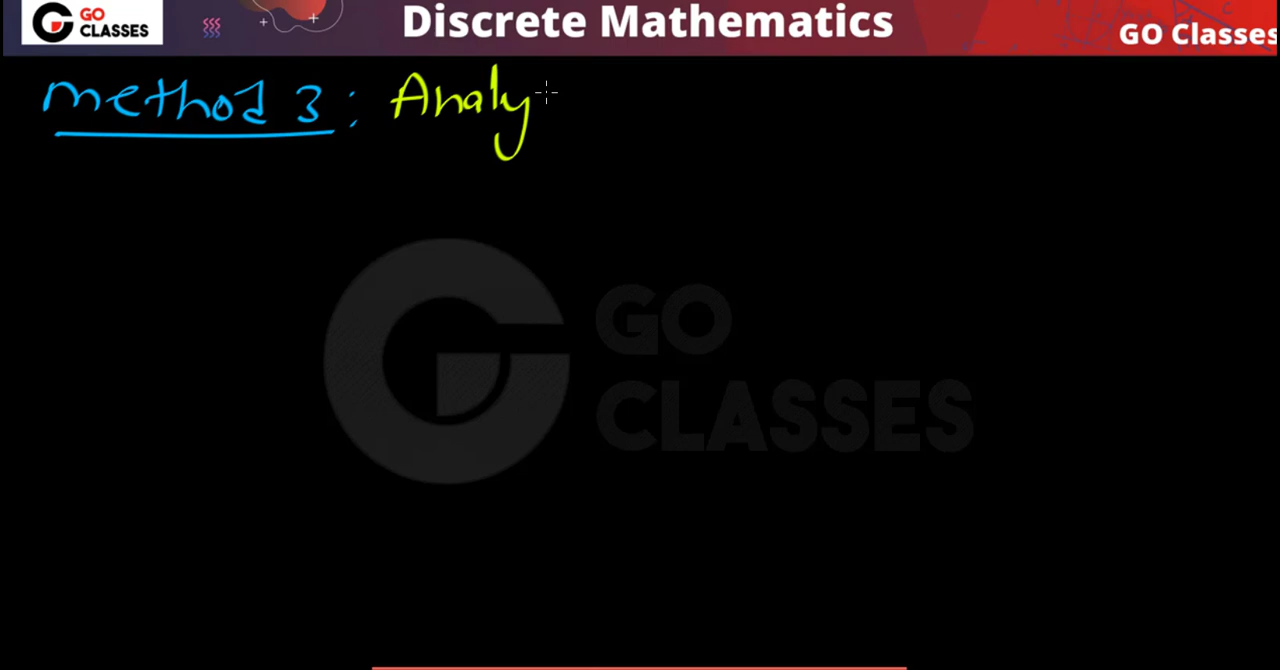 GO
CLASSES
Discrete Mathematics
GO Classes
method 3 : Analy
GO
CLASSES